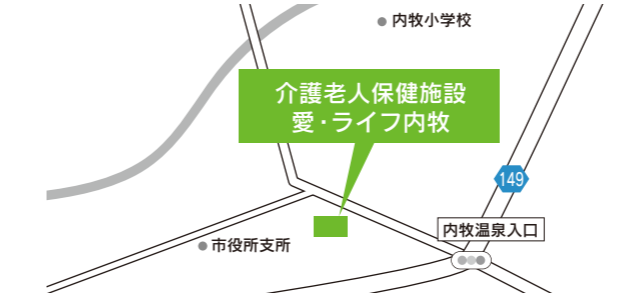 内牧小学校
介護老人保健施設
愛・ライフ内牧
149
内牧温泉入口
市役所支所